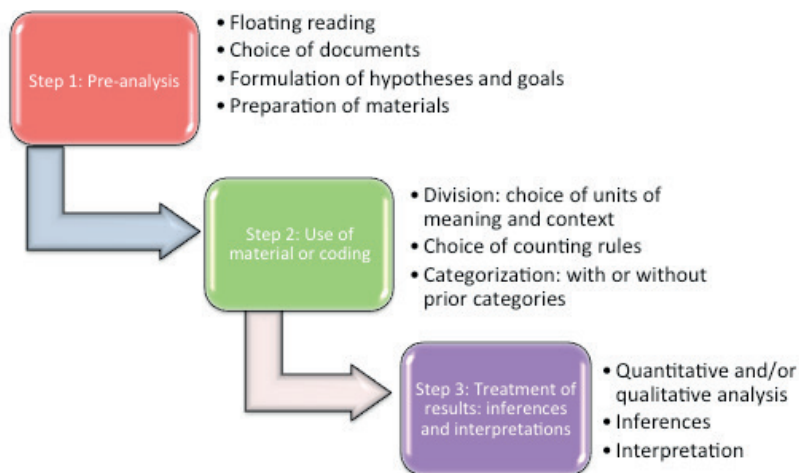 Step 1: Pre-analysis
• Floating reading
• Choice of documents
• Formulation of hypotheses and goals
• Preparation of materials
Step 2: Use of
material or coding
• Division: choice of units of
meaning and context
• Choice of counting rules
• Categorization: with or without
prior categories
Step 3: Treatment of
results: inferences
and interpretations
• Quantitative and/or
qualitative analysis
• Inferences
• Interpretation